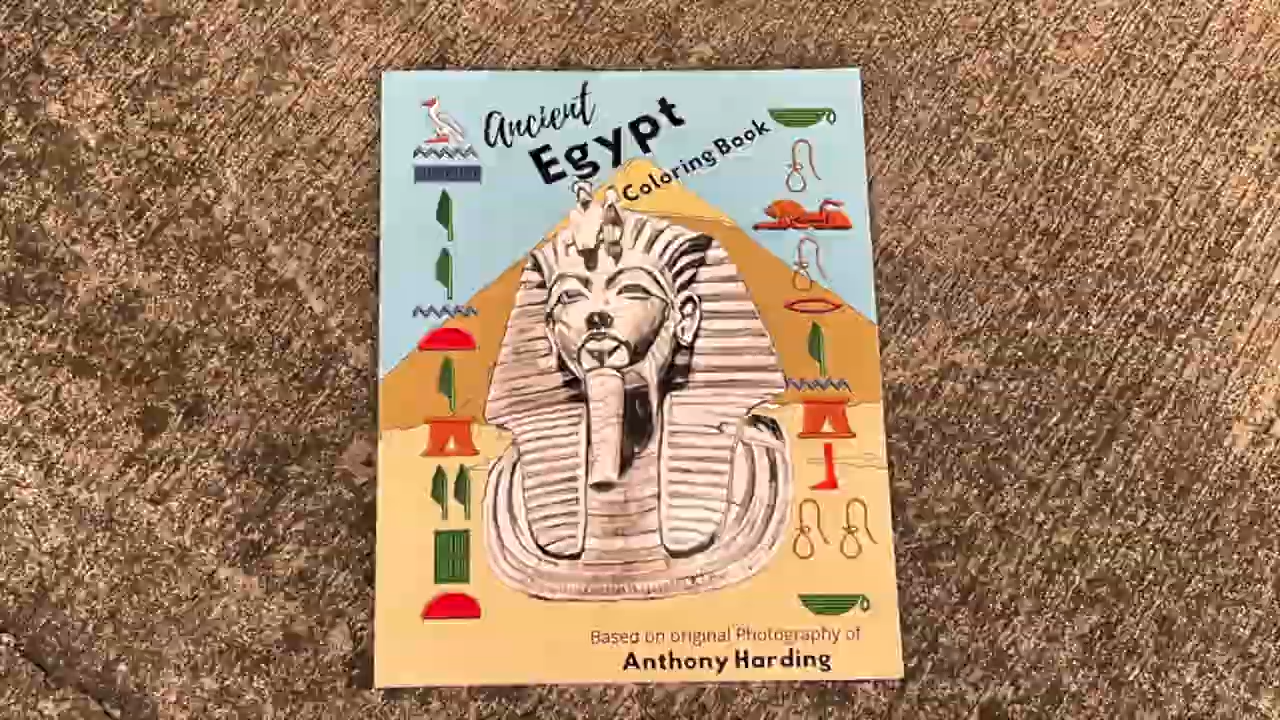 Ancient
Egypt
Coloring Book
Based on original Photography of
Anthony Harding